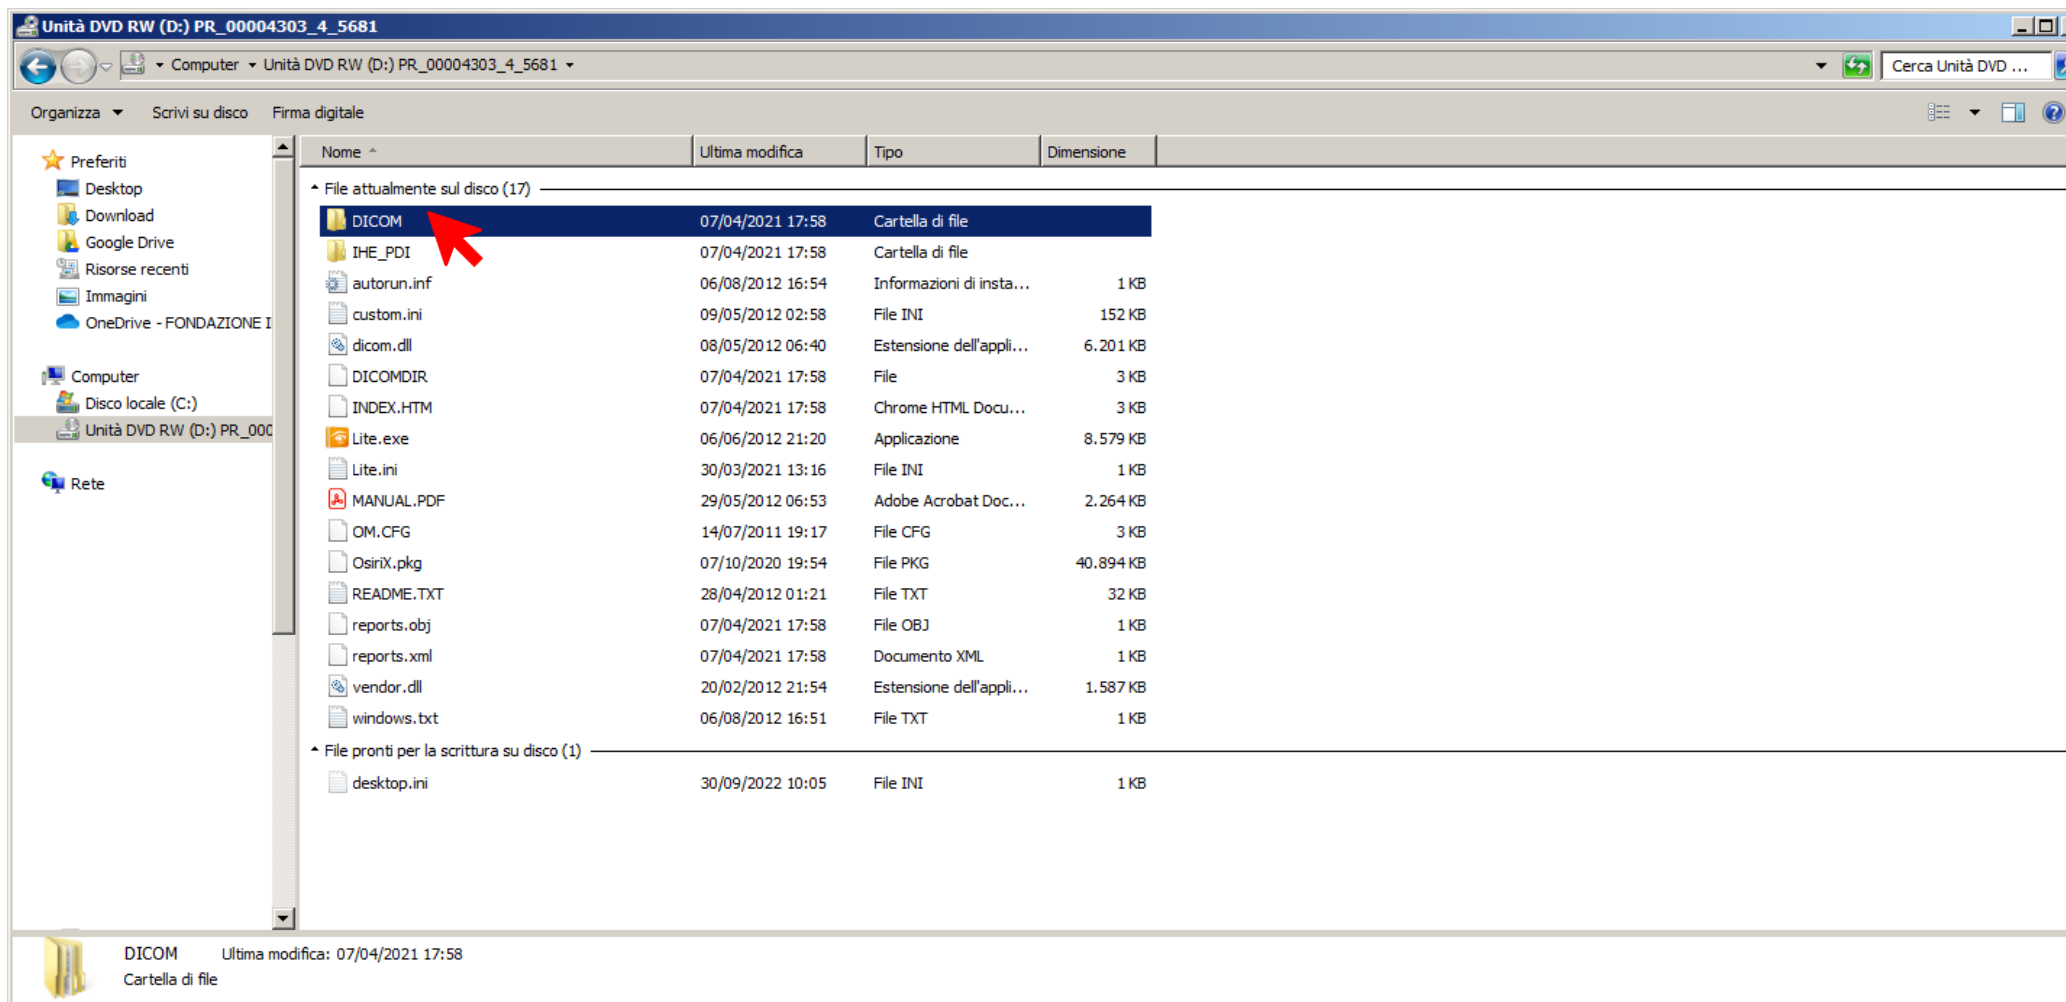 Unità DVD RW (D:) PR_00004303_4_5681
Computer Unità DVD RW (D:) PR_00004303_4_5681 Cerca Unità DVD ...
Organizza Scrivi su disco Firma digitale
Preferiti
Desktop
Download
Google Drive
Risorse recenti
Immagini
OneDrive - FONDAZIONE I
Computer
Disco locale (C:)
Unità DVD RW (D:) PR_000
Rete
Nome Ultima modifica Tipo Dimensione
File attualmente sul disco (17)
DICOM 07/04/2021 17:58 Cartella di file
IHE_PDI 07/04/2021 17:58 Cartella di file
autorun.inf 06/08/2012 16:54 Informazioni di insta... 1 KB
custom.ini 09/05/2012 02:58 File INI 152 KB
dicom.dll 08/05/2012 06:40 Estensione dell'appli... 6.201 KB
DICOMDIR 07/04/2021 17:58 File 3 KB
INDEX.HTM 07/04/2021 17:58 Chrome HTML Docu... 3 KB
Lite.exe 06/06/2012 21:20 Applicazione 8.579 KB
Lite.ini 30/03/2021 13:16 File INI 1 KB
MANUAL.PDF 29/05/2012 06:53 Adobe Acrobat Doc... 2.264 KB
OM.CFG 14/07/2011 19:17 File CFG 3 KB
OsiriX.pkg 07/10/2020 19:54 File PKG 40.894 KB
README.TXT 28/04/2012 01:21 File TXT 32 KB
reports.obj 07/04/2021 17:58 File OBJ 1 KB
reports.xml 07/04/2021 17:58 Documento XML 1 KB
vendor.dll 20/02/2012 21:54 Estensione dell'appli... 1.587 KB
windows.txt 06/08/2012 16:51 File TXT 1 KB
File pronti per la scrittura su disco (1)
desktop.ini 30/09/2022 10:05 File INI 1 KB
DICOM Ultima modifica: 07/04/2021 17:58
Cartella di file